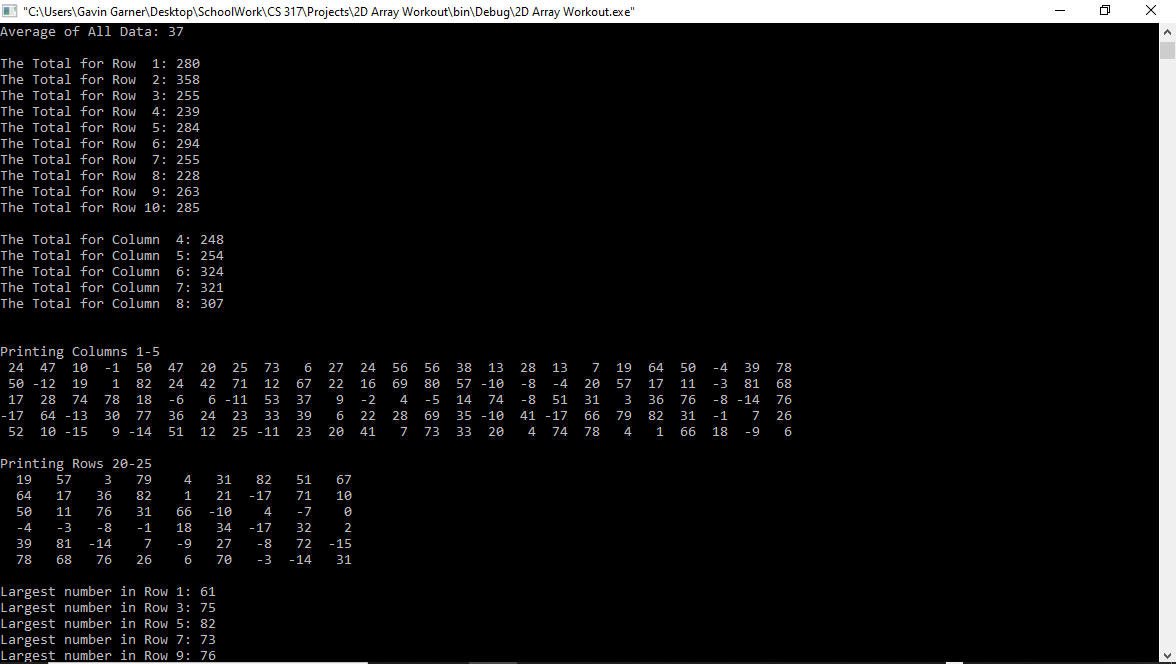 "C:\Users\Gavin Garner\Desktop\SchoolWork\CS 317\Projects\2D Array Workout\bin\Debug\2D Array Workout.exe"
Average of All Data: 37
The Total for Row  1: 280
The Total for Row  2: 358
The Total for Row  3: 255
The Total for Row  4: 239
The Total for Row  5: 284
The Total for Row  6: 294
The Total for Row  7: 255
The Total for Row  8: 228
The Total for Row  9: 263
The Total for Row 10: 285
The Total for Column  4: 248
The Total for Column  5: 254
The Total for Column  6: 324
The Total for Column  7: 321
The Total for Column  8: 307
Printing Columns 1-5
 24  47  10  -1  50  47  20  25  73   6  27  24  56  56  38  13  28  13   7  19  64  50  -4  39  78
 50 -12  19   1  82  24  42  71  12  67  22  16  69  80  57 -10  -8  -4  20  57  17  11  -3  81  68
 17  28  74  78  18  -6   6 -11  53  37   9  -2   4  -5  14  74  -8  51  31   3  36  76  -8 -14  76
-17  64 -13  30  77  36  24  23  33  39   6  22  28  69  35 -10  41 -17  66  79  82  31  -1   7  26
 52  10 -15   9 -14  51  12  25 -11  23  20  41   7  73  33  20   4  74  78   4   1  66  18  -9   6
Printing Rows 20-25
  19   57    3   79    4   31   82   51   67
  64   17   36   82    1   21  -17   71   10
  50   11   76   31   66  -10    4   -7    0
  -4   -3   -8   -1   18   34  -17   32    2
  39   81  -14    7   -9   27   -8   72  -15
  78   68   76   26    6   70   -3  -14   31
Largest number in Row 1: 61
Largest number in Row 3: 75
Largest number in Row 5: 82
Largest number in Row 7: 73
Largest number in Row 9: 76